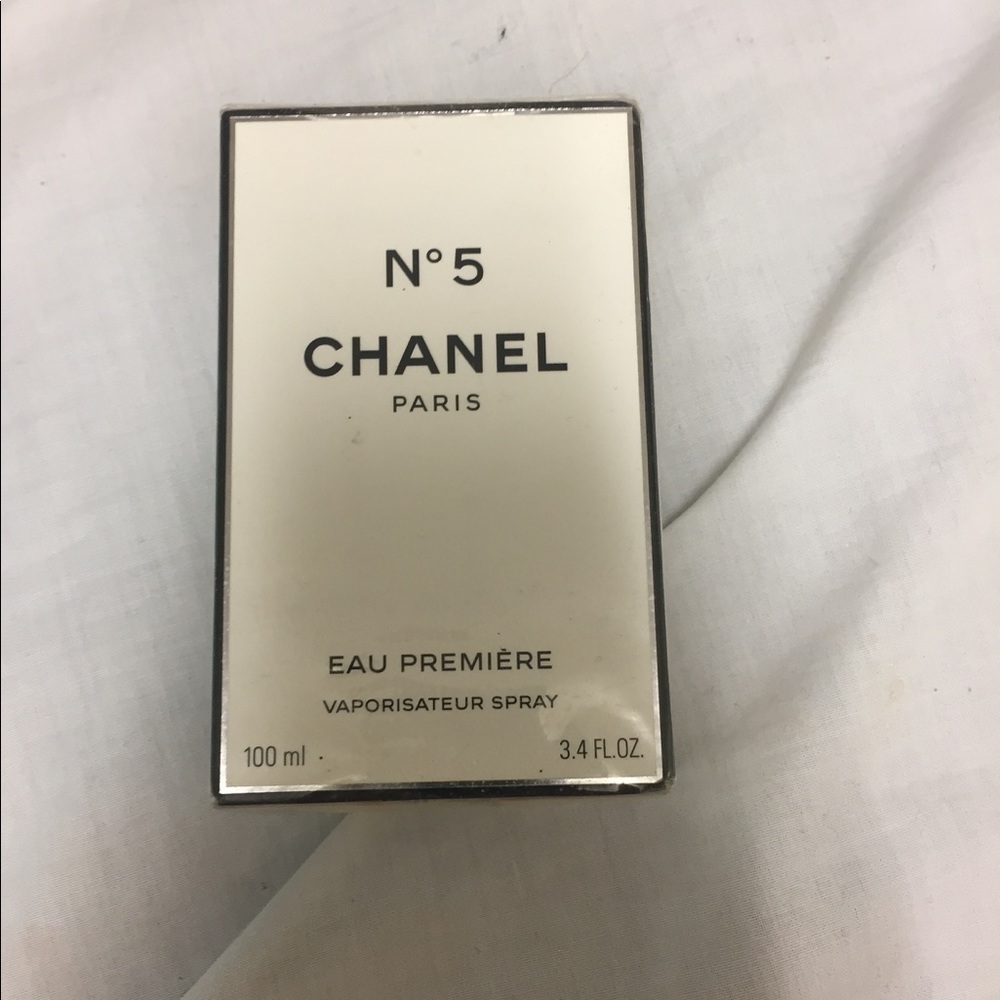 N° 5
CHANEL
PARIS
EAU PREMIÈRE
VAPORISATEUR SPRAY
100 ml 3.4 FL.OZ.